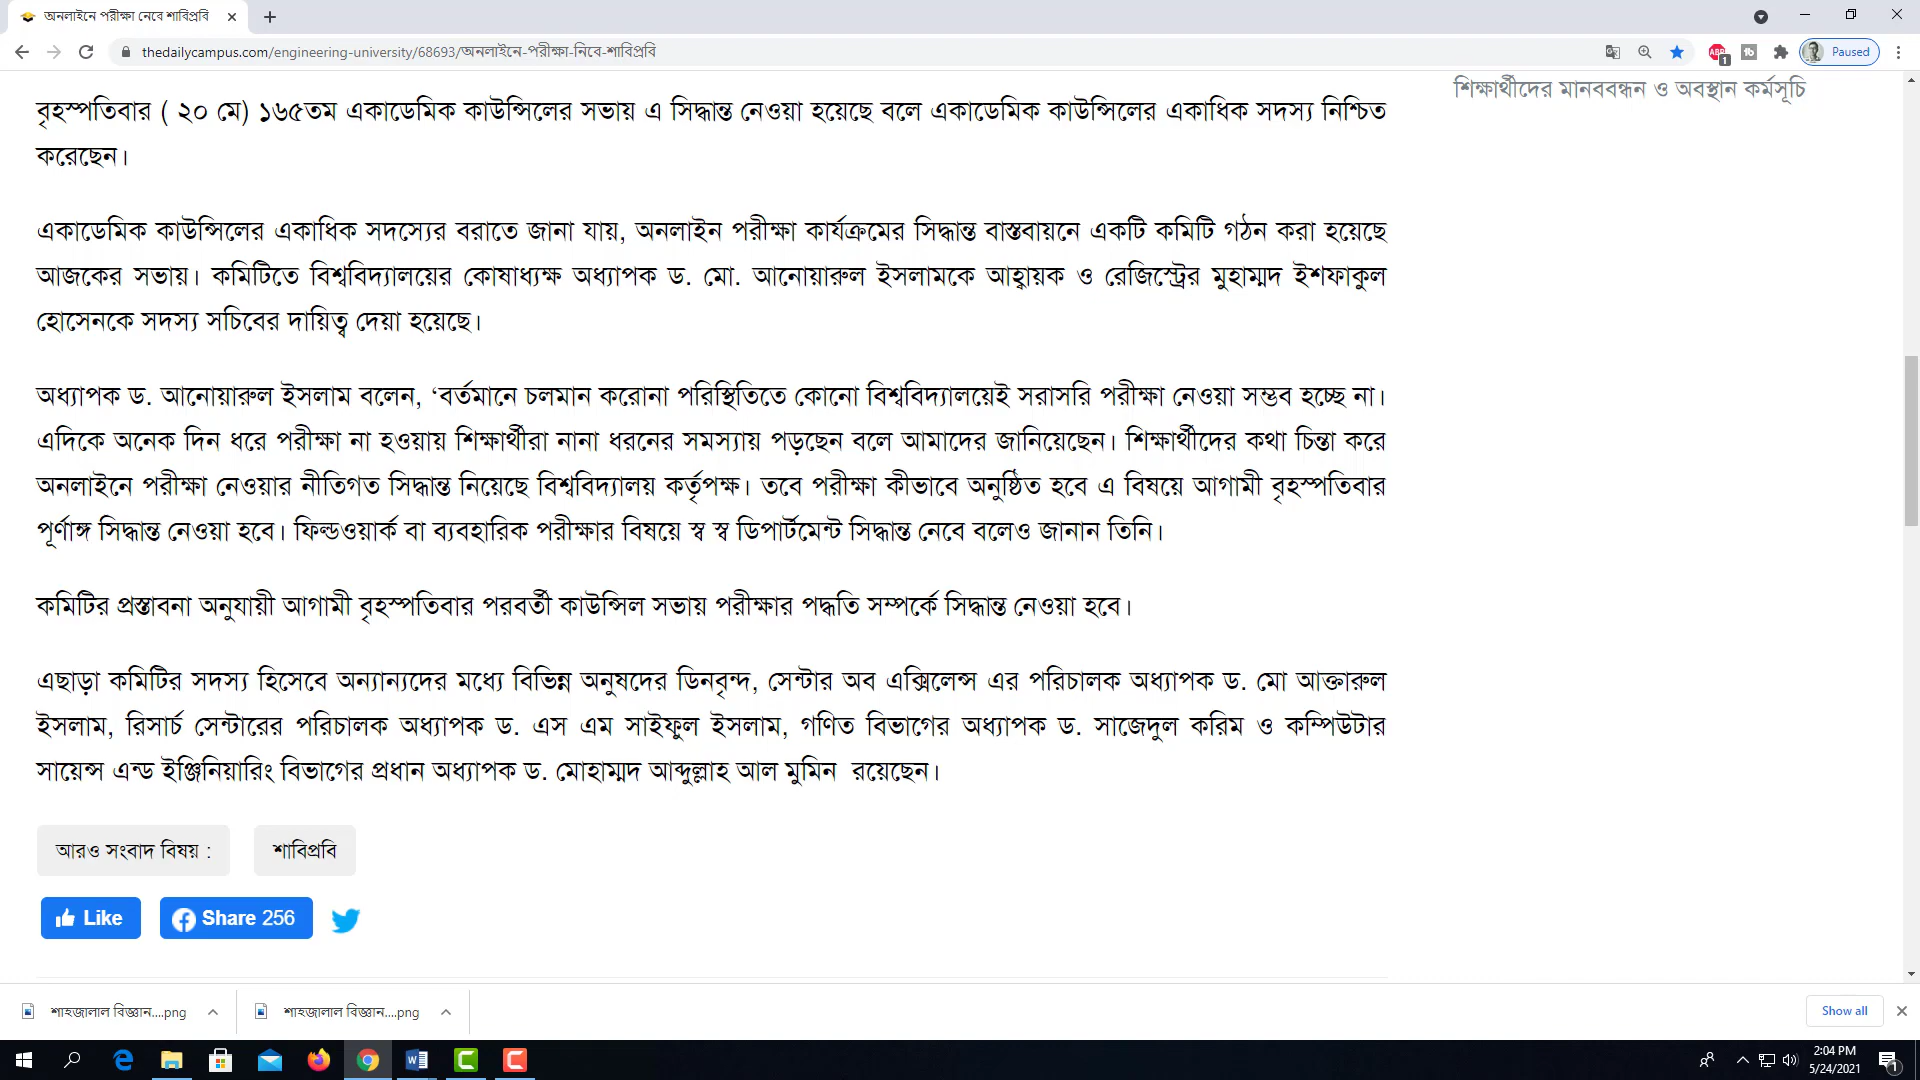 অনলাইনে পরীক্ষা নেবে শাবিপ্রবি
thedailycampus.com/engineering-university/68693/অনলাইনে-পরীক্ষা-নিবে-শাবিপ্রবি
ABP
1
Paused
শিক্ষার্থীদের মানববন্ধন ও অবস্থান কর্মসূচি
বৃহস্পতিবার ( ২০ মে) ১৬৫তম একাডেমিক কাউন্সিলের সভায় এ সিদ্ধান্ত নেওয়া হয়েছে বলে একাডেমিক কাউন্সিলের একাধিক সদস্য নিশ্চিত
করেছেন।
একাডেমিক কাউন্সিলের একাধিক সদস্যের বরাতে জানা যায়, অনলাইন পরীক্ষা কার্যক্রমের সিদ্ধান্ত বাস্তবায়নে একটি কমিটি গঠন করা হয়েছে
আজকের সভায়। কমিটিতে বিশ্ববিদ্যালয়ের কোষাধ্যক্ষ অধ্যাপক ড. মো. আনোয়ারুল ইসলামকে আহ্বায়ক ও রেজিস্ট্রের মুহাম্মদ ইশফাকুল
হোসেনকে সদস্য সচিবের দায়িত্ব দেয়া হয়েছে।
অধ্যাপক ড. আনোয়ারুল ইসলাম বলেন, ‘বর্তমানে চলমান করোনা পরিস্থিতিতে কোনো বিশ্ববিদ্যালয়েই সরাসরি পরীক্ষা নেওয়া সম্ভব হচ্ছে না।
এদিকে অনেক দিন ধরে পরীক্ষা না হওয়ায় শিক্ষার্থীরা নানা ধরনের সমস্যায় পড়ছেন বলে আমাদের জানিয়েছেন। শিক্ষার্থীদের কথা চিন্তা করে
অনলাইনে পরীক্ষা নেওয়ার নীতিগত সিদ্ধান্ত নিয়েছে বিশ্ববিদ্যালয় কর্তৃপক্ষ। তবে পরীক্ষা কীভাবে অনুষ্ঠিত হবে এ বিষয়ে আগামী বৃহস্পতিবার
পূর্ণাঙ্গ সিদ্ধান্ত নেওয়া হবে। ফিল্ডওয়ার্ক বা ব্যবহারিক পরীক্ষার বিষয়ে স্ব স্ব ডিপার্টমেন্ট সিদ্ধান্ত নেবে বলেও জানান তিনি।
কমিটির প্রস্তাবনা অনুযায়ী আগামী বৃহস্পতিবার পরবর্তী কাউন্সিল সভায় পরীক্ষার পদ্ধতি সম্পর্কে সিদ্ধান্ত নেওয়া হবে।
এছাড়া কমিটির সদস্য হিসেবে অন্যান্যদের মধ্যে বিভিন্ন অনুষদের ডিনবৃন্দ, সেন্টার অব এক্সিলেন্স এর পরিচালক অধ্যাপক ড. মো আক্তারুল
ইসলাম, রিসার্চ সেন্টারের পরিচালক অধ্যাপক ড. এস এম সাইফুল ইসলাম, গণিত বিভাগের অধ্যাপক ড. সাজেদুল করিম ও কম্পিউটার
সায়েন্স এন্ড ইঞ্জিনিয়ারিং বিভাগের প্রধান অধ্যাপক ড. মোহাম্মদ আব্দুল্লাহ আল মুমিন রয়েছেন।
আরও সংবাদ বিষয় : শাবিপ্রবি
Like Share 256
শাহজালাল বিজ্ঞান....png শাহজালাল বিজ্ঞান....png Show all
2:04 PM
5/24/2021
1